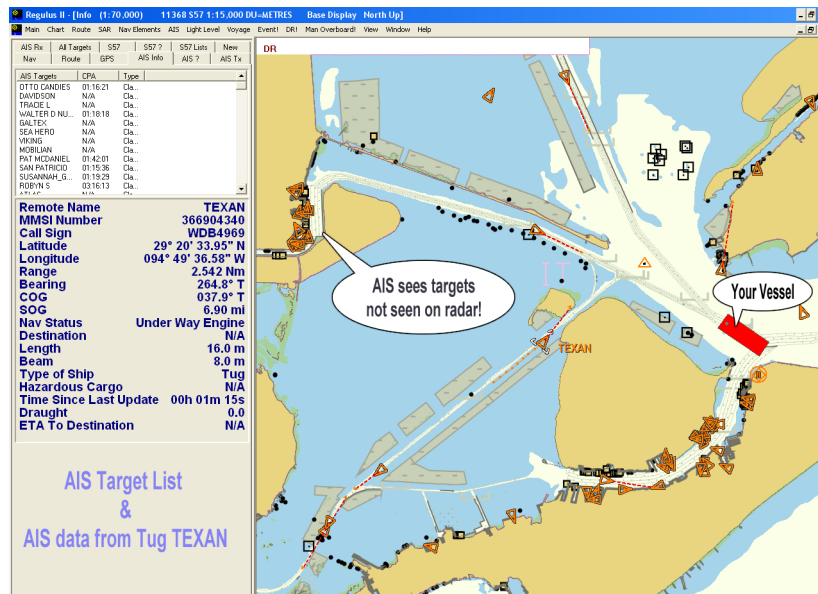 Regulus II - [Info (1:70,000) 11368 S57 1:15,000 DU=METRES Base Display North Up]
Main Chart Route SAR Nav Elements AIS Light Level Voyage Event! DR! Man Overboard! View Window Help
AIS Rx All Targets S57 S57 ? S57 Lists New
Nav Route GPS AIS Info AIS ? AIS Tx
DR
AIS Targets CPA Type
OTTO CANDIES 01:16:21 Cla...
DAVIDSON N/A Cla...
TRACIE L N/A Cla...
WALTER D NU... 01:18:18 Cla...
GALTEX N/A Cla...
SEA HERO N/A Cla...
VIKING N/A Cla...
MOBILIAN N/A Cla...
PAT MCDANIEL 01:42:01 Cla...
SAN PATRICIO 01:15:36 Cla...
SUSANNAH_G... 01:19:29 Cla...
ROBYN S 03:16:13 Cla...
Remote Name TEXAN
MMSI Number 366904340
Call Sign WDB4969
Latitude 29° 20' 33.95" N
Longitude 094° 49' 36.58" W
Range 2.542 Nm
Bearing 264.8° T
COG 037.9° T
SOG 6.90 mi
Nav Status Under Way Engine
Destination N/A
Length 16.0 m
Beam 8.0 m
Type of Ship Tug
Hazardous Cargo N/A
Time Since Last Update 00h 01m 15s
Draught 0.0
ETA To Destination N/A
AIS Target List
&
AIS data from Tug TEXAN
AIS sees targets
not seen on radar!
Your Vessel
TEXAN